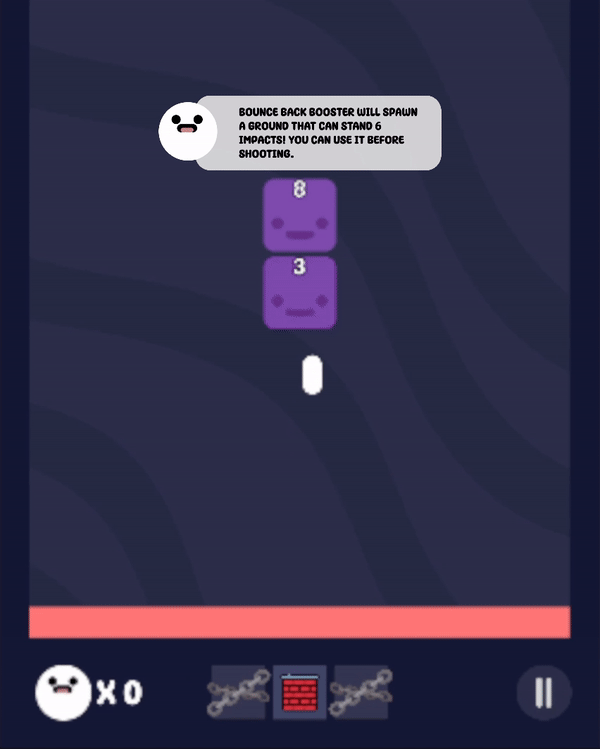 BOUNCE BACK BOOSTER WILL SPAWN
A GROUND THAT CAN STAND 6
IMPACTS! YOU CAN USE IT BEFORE
SHOOTING.
8
3
X 0